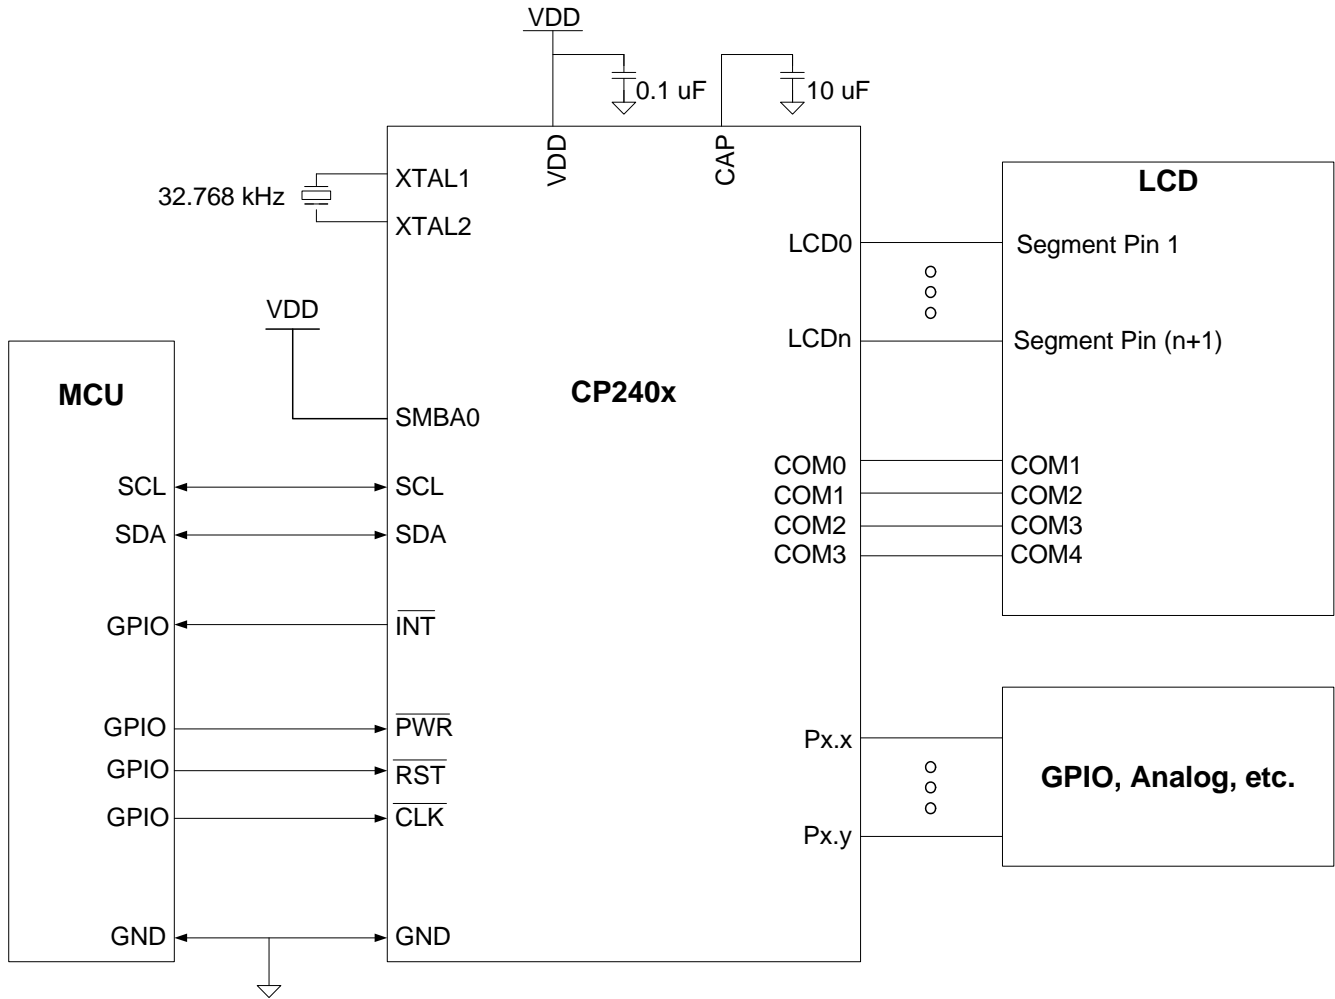 VDD
0.1 uF
10 uF
VDD
CAP
XTAL1
32.768 kHz
XTAL2
LCD
LCD0
Segment Pin 1
VDD
LCDn
Segment Pin (n+1)
MCU
CP240x
SMBA0
COM0
COM1
COM1
COM2
COM2
COM3
COM3
COM4
SCL
SCL
SDA
SDA
GPIO
INT
GPIO
PWR
Px.x
GPIO
RST
GPIO, Analog, etc.
GPIO
CLK
Px.y
GND
GND